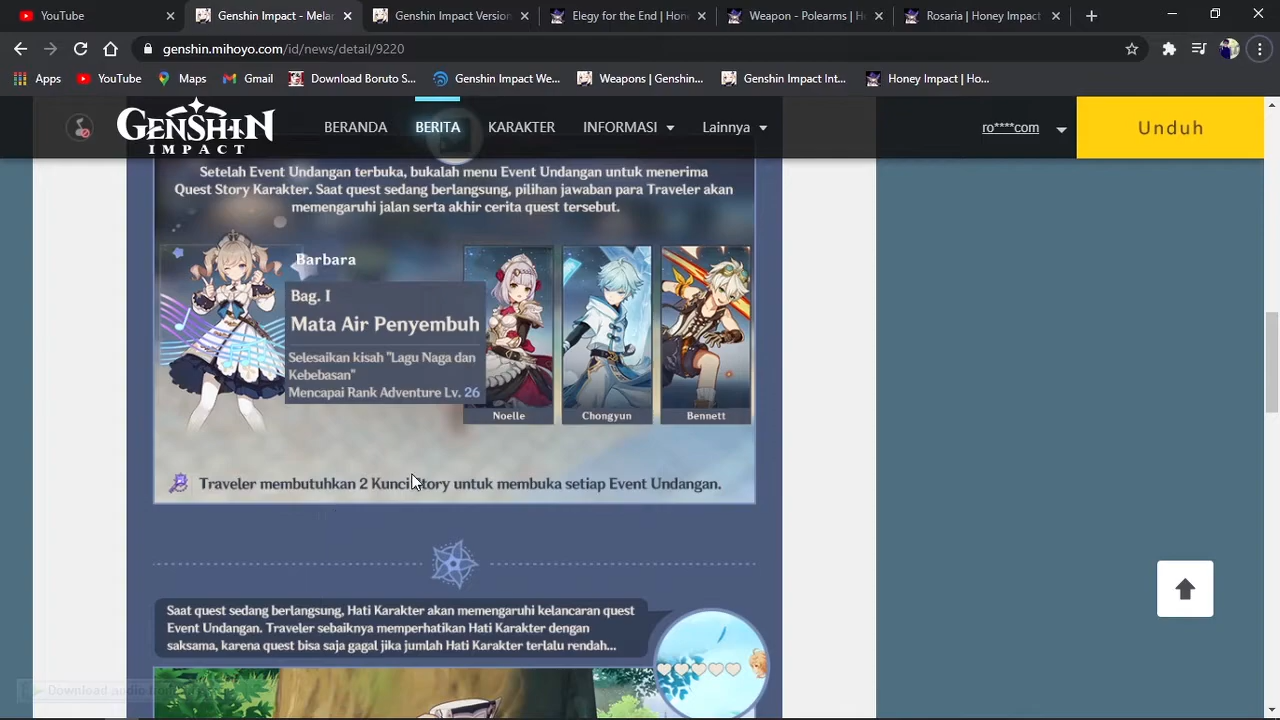 YouTube
Genshin Impact - Mela
Genshin Impact Version
Elegy for the End | Hone
Weapon - Polearms | H
Rosaria | Honey Impact
genshin.mihoyo.com/id/news/detail/9220
Apps
YouTube
Maps
Gmail
Download Boruto S...
Genshin Impact We...
Weapons | Genshin...
Genshin Impact Int...
Honey Impact | Ho...
GENSHIN
IMPACT
BERANDA
BERITA
KARAKTER
INFORMASI
Lainnya
ro****com
Unduh
Setelah Event Undangan terbuka, bukalah menu Event Undangan untuk menerima
Quest Story Karakter. Saat quest sedang berlangsung, pilihan jawaban para Traveler akan
memengaruhi jalan serta akhir cerita quest tersebut.
Barbara
Bag. I
Mata Air Penyembuh
Selesaikan kisah "Lagu Naga dan
Kebebasan"
Mencapai Rank Adventure Lv. 26
Noelle
Chongyun
Bennett
Traveler membutuhkan 2 Kunci Story untuk membuka setiap Event Undangan.
Saat quest sedang berlangsung, Hati Karakter akan memengaruhi kelancaran quest
Event Undangan. Traveler sebaiknya memperhatikan Hati Karakter dengan
saksama, karena quest bisa saja gagal jika jumlah Hati Karakter terlalu rendah...
Download audio